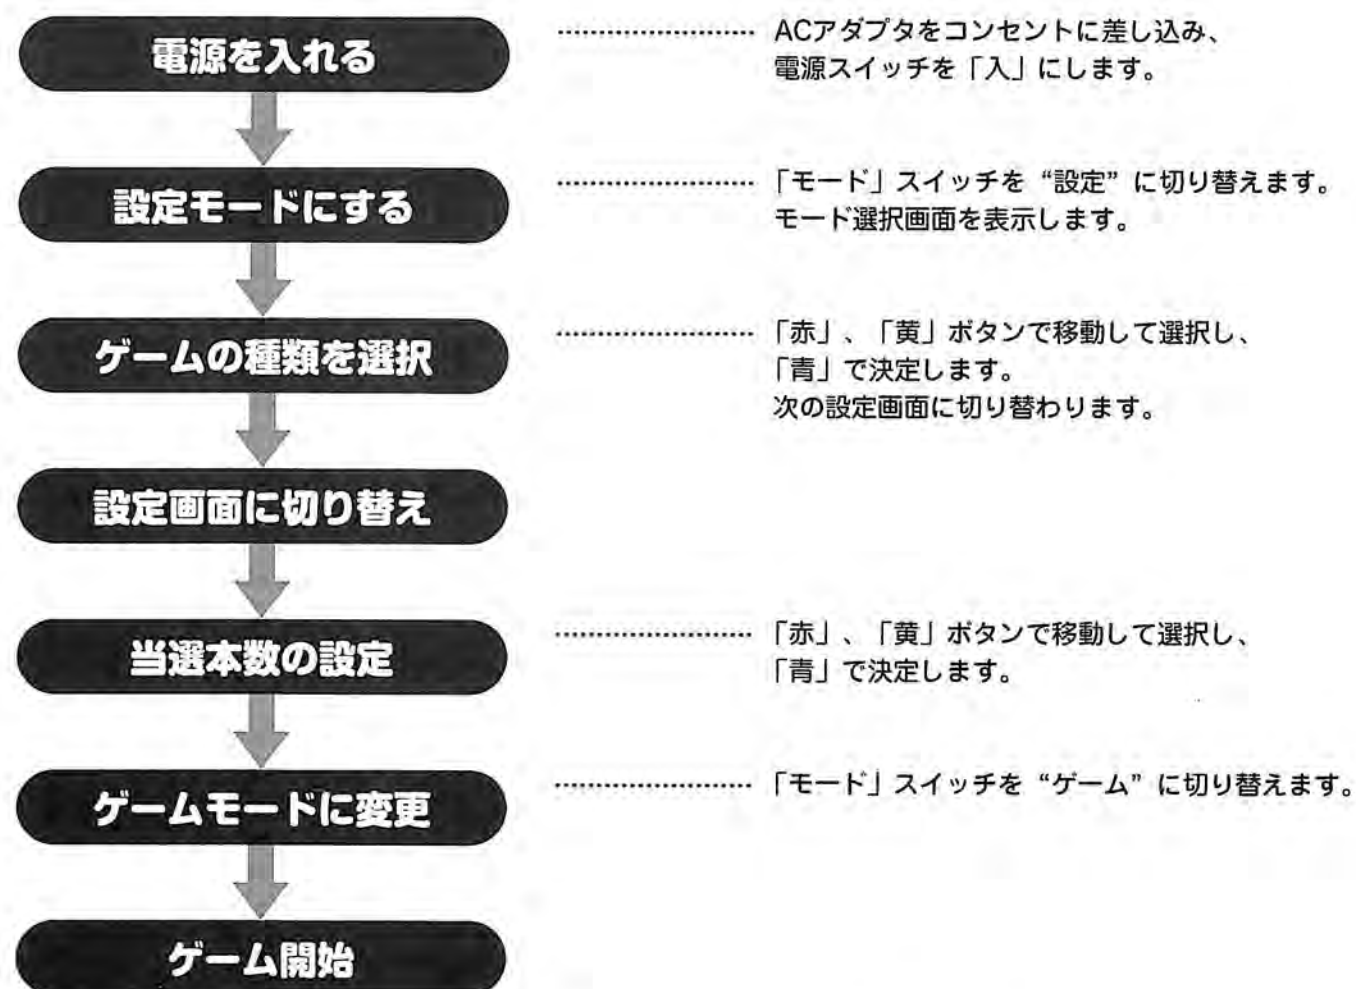 電源を入れる
ACアダプタをコンセントに差し込み、
電源スイッチを「入」にします。
設定モードにする
「モード」スイッチを“設定”に切り替えます。
モード選択画面を表示します。
ゲームの種類を選択
「赤」、「黄」ボタンで移動して選択し、
「青」で決定します。
次の設定画面に切り替わります。
設定画面に切り替え
当選本数の設定
「赤」、「黄」ボタンで移動して選択し、
「青」で決定します。
ゲームモードに変更
「モード」スイッチを“ゲーム”に切り替えます。
ゲーム開始